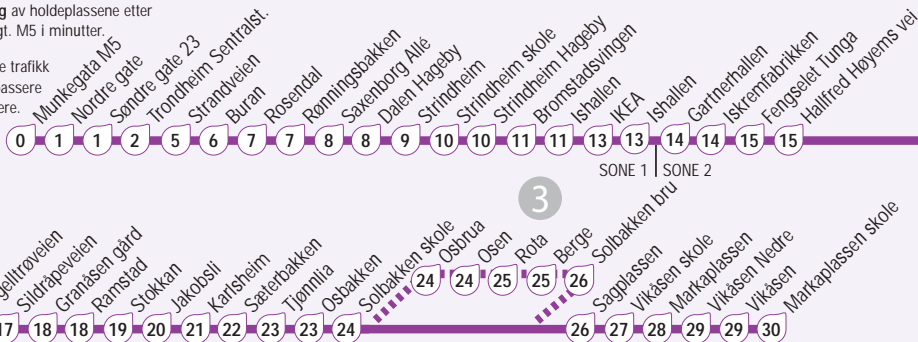 g av holdeplassene etter
gt. M5 i minutter.
e trafikk
passere
ere.
Munkegata M5
Nordre gate
Søndre gate 23
Trondheim Sentralst.
Strandveien
Buran
Rosendal
Rønningsbakken
Saxenborg Allé
Dalen Hageby
Strindheim
Strindheim skole
Strindheim Hageby
Bromstadsvingen
Ishallen
IKEA
Ishallen
Gartnerhallen
Iskremfabrikken
Fengselet Tunga
Hallfred Høyems vei
0 1 1 2 5 6 7 7 8 8 9 10 10 11 11 13 13 14 14 15 15
SONE 1 SONE 2
3
gelltrøveien
Sildråpeveien
Granåsen gård
Ramstad
Stokkan
Jakobsli
Karlsheim
Sæterbakken
Tjønnlia
Osbakken
Solbakken skole
Osbrua
Osen
Rola
Berge
Solbakken bru
24 24 25 25 26
Sagplassen
Vikåsen skole
Markaplassen
Vikåsen Nedre
Vikåsen
Markaplassen skole
17 18 18 19 20 21 22 23 23 24 26 27 28 29 29 30